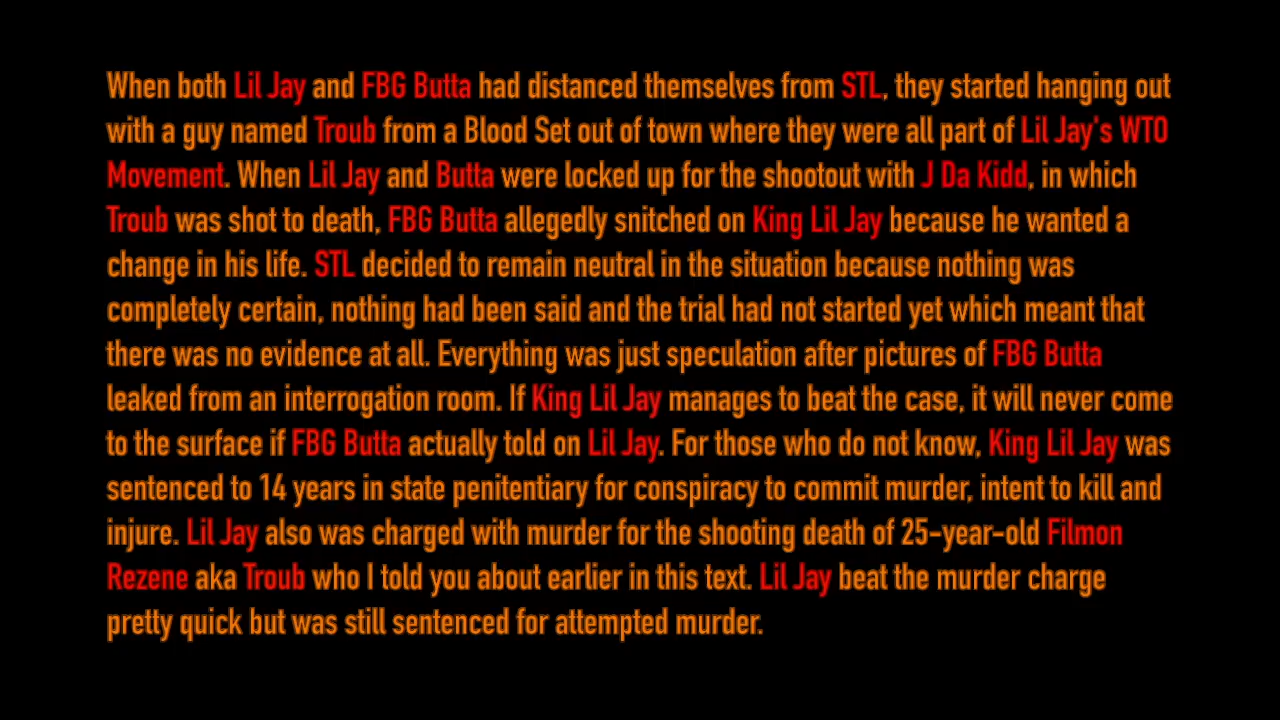 When both Lil Jay and FBG Butta had distanced themselves from STL, they started hanging out
with a guy named Troub from a Blood Set out of town where they were all part of Lil Jay's WTO
Movement. When Lil Jay and Butta were locked up for the shootout with J Da Kidd, in which
Troub was shot to death, FBG Butta allegedly snitched on King Lil Jay because he wanted a
change in his life. STL decided to remain neutral in the situation because nothing was
completely certain, nothing had been said and the trial had not started yet which meant that
there was no evidence at all. Everything was just speculation after pictures of FBG Butta
leaked from an interrogation room. If King Lil Jay manages to beat the case, it will never come
to the surface if FBG Butta actually told on Lil Jay. For those who do not know, King Lil Jay was
sentenced to 14 years in state penitentiary for conspiracy to commit murder, intent to kill and
injure. Lil Jay also was charged with murder for the shooting death of 25-year-old Filmon
Rezene aka Troub who I told you about earlier in this text. Lil Jay beat the murder charge
pretty quick but was still sentenced for attempted murder.